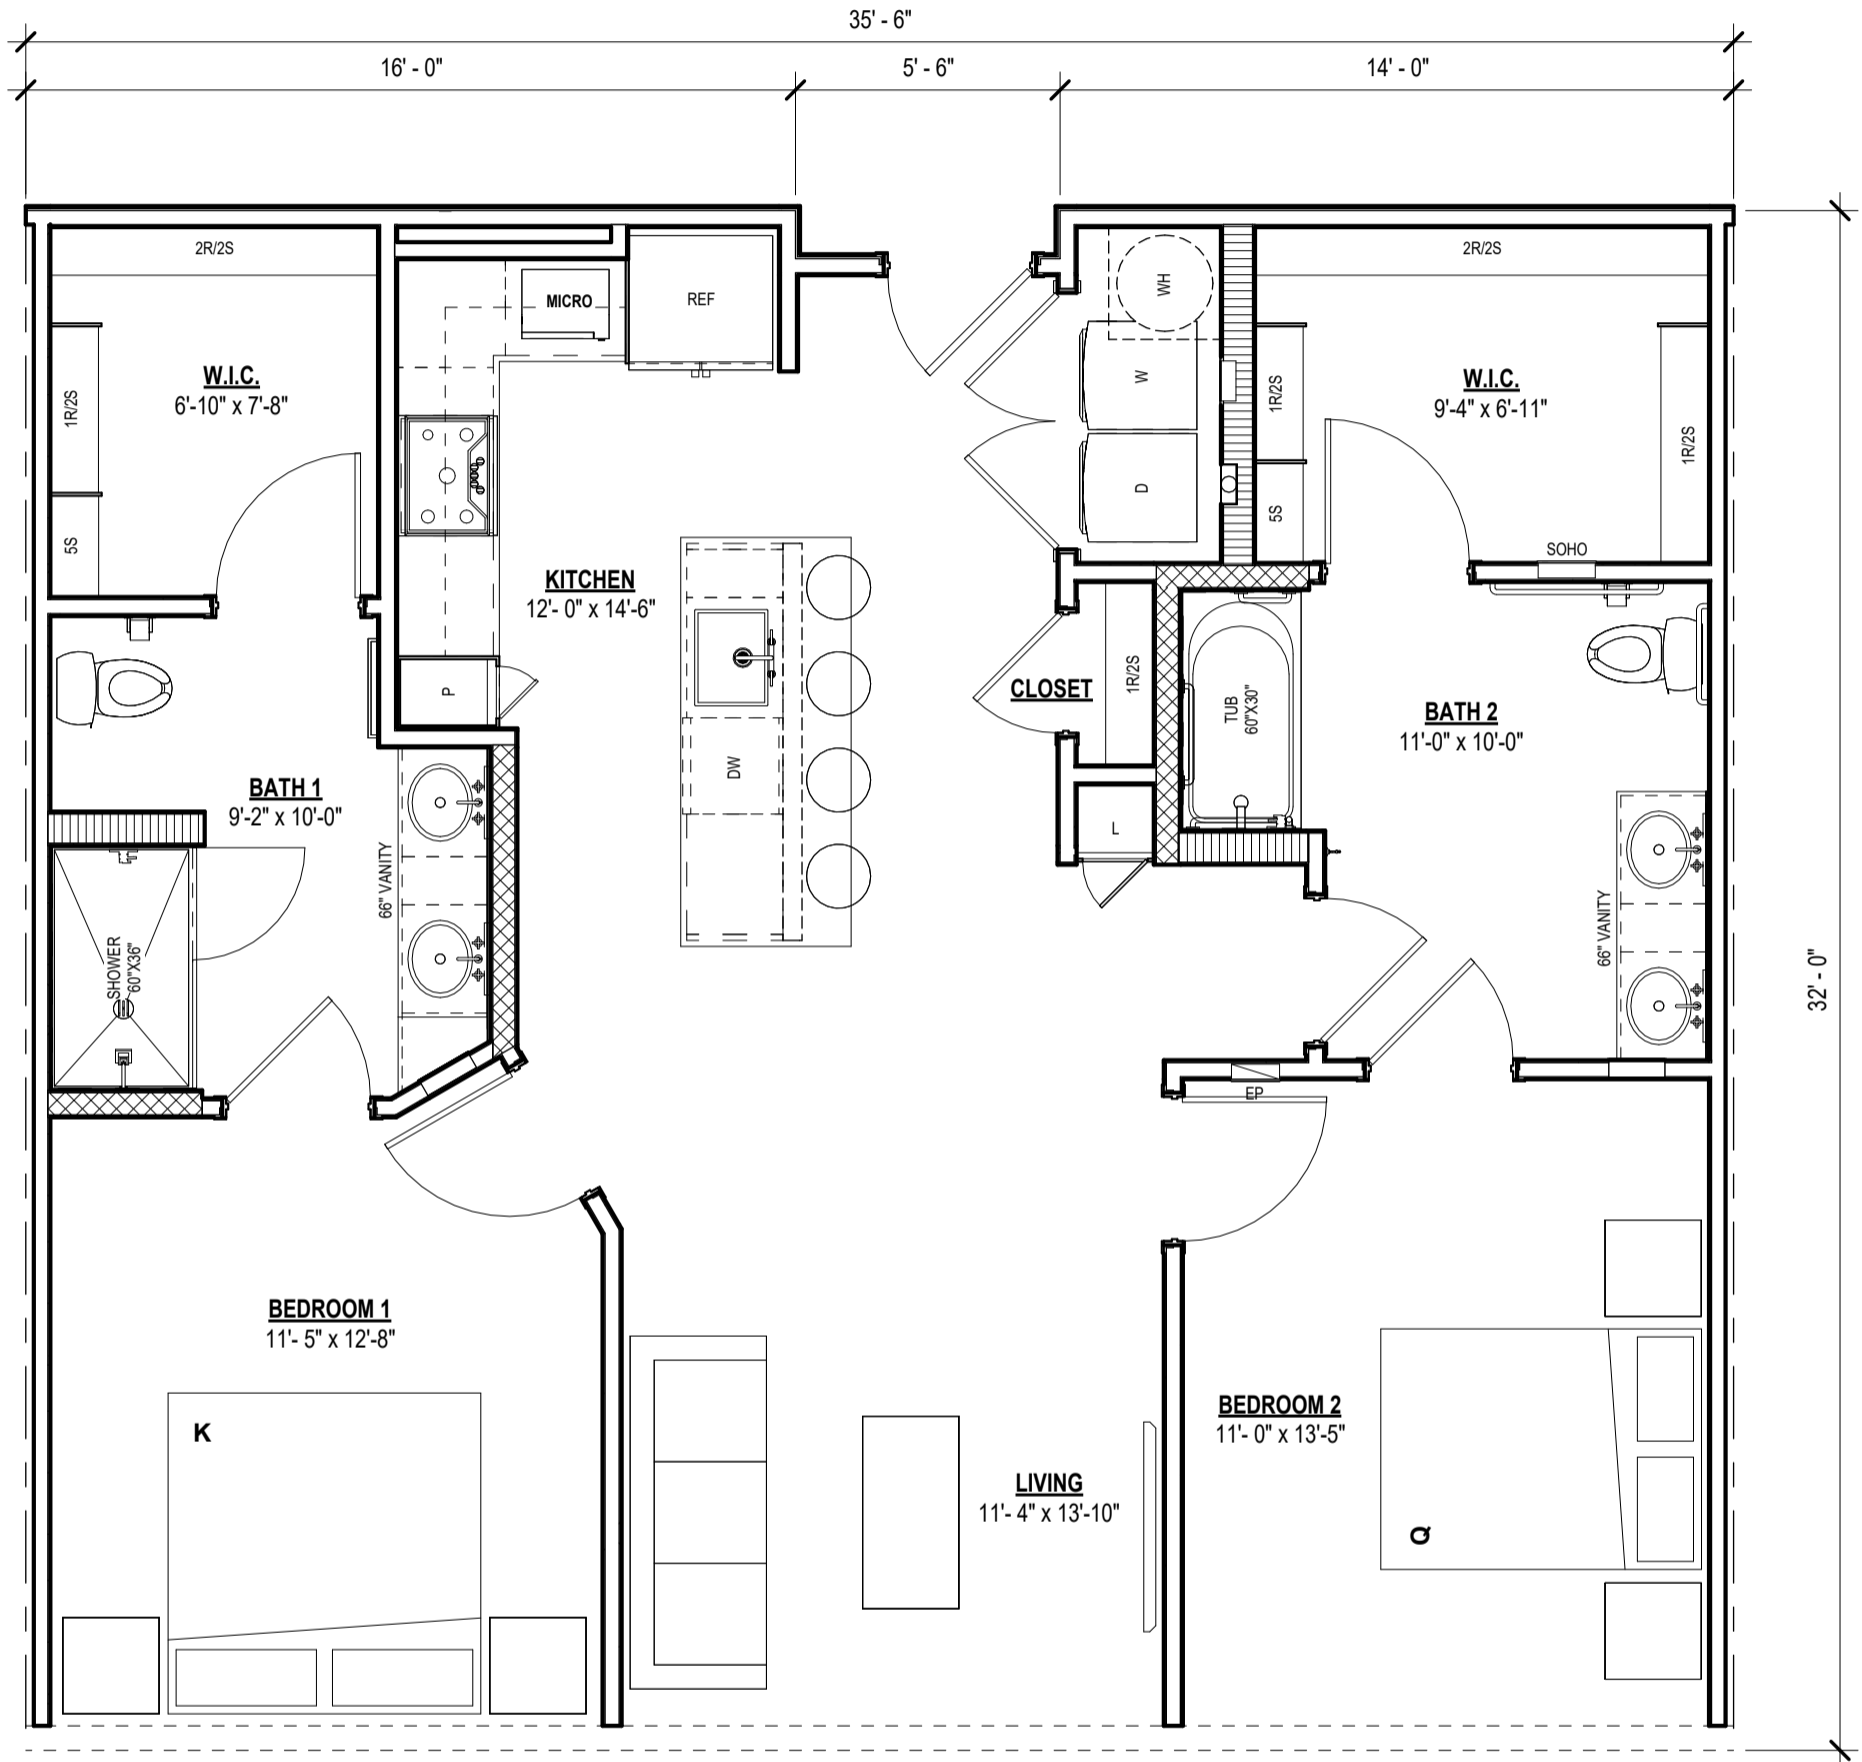 35' - 6"
16' - 0"
5' - 6"
14' - 0"
2R/2S
2R/2S
MICRO
REF
WH
W.I.C.
6'-10" x 7'-8"
1R/2S
5S
W
D
1R/2S
5S
W.I.C.
9'-4" x 6'-11"
1R/2S
SOHO
KITCHEN
12'- 0" x 14'-6"
P
DW
CLOSET
1R/2S
TUB
60"X30"
BATH 2
11'-0" x 10'-0"
BATH 1
9'-2" x 10'-0"
66" VANITY
L
66" VANITY
SHOWER
60"X36"
32' - 0"
EP
BEDROOM 1
11'- 5" x 12'-8"
K
LIVING
11'- 4" x 13'-10"
BEDROOM 2
11'- 0" x 13'-5"
Q